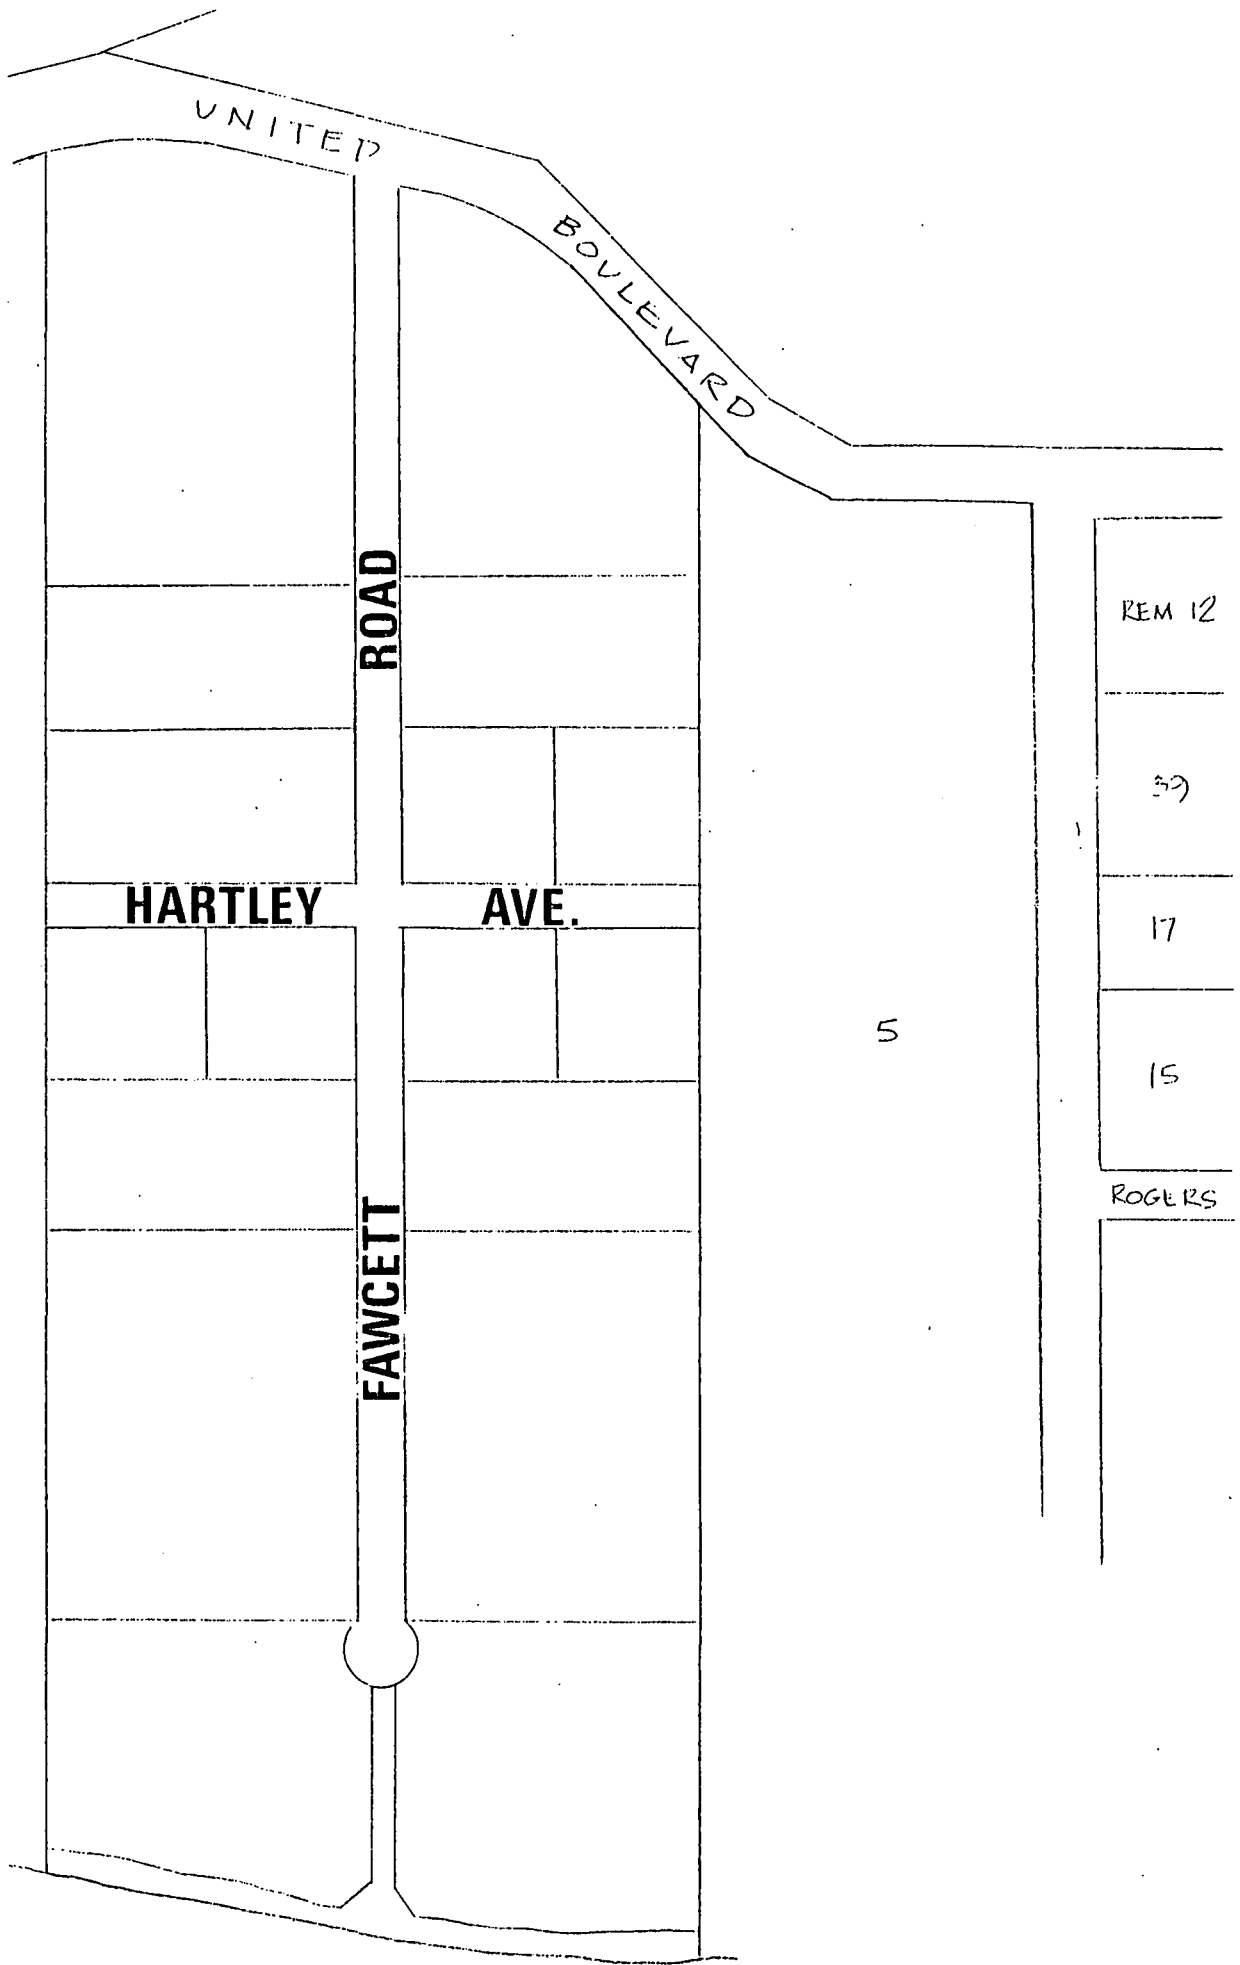 UNITED
BOULEVARD
ROAD
REM 12
39
HARTLEY AVE.
17
5
15
FAWCETT
ROGERS